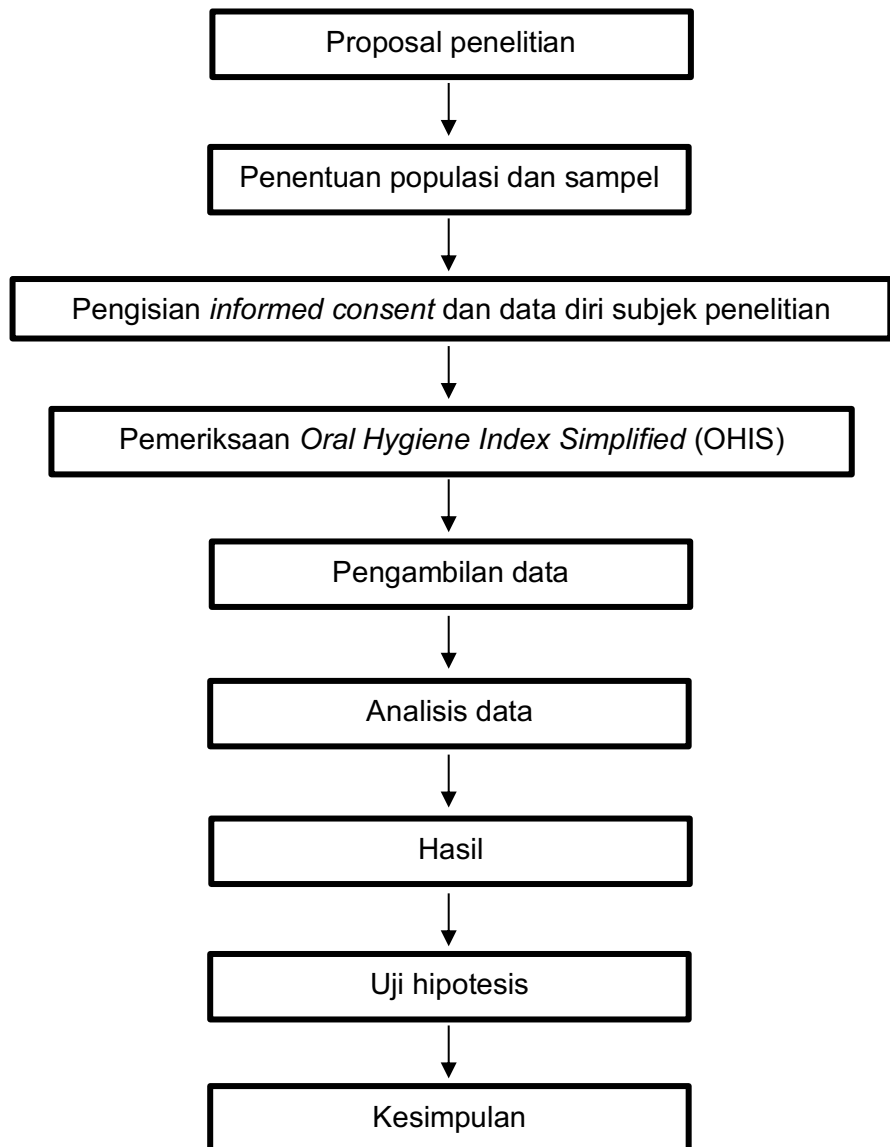 Proposal penelitian
Penentuan populasi dan sampel
Pengisian informed consent dan data diri subjek penelitian
Pemeriksaan Oral Hygiene Index Simplified (OHIS)
Pengambilan data
Analisis data
Hasil
Uji hipotesis
Kesimpulan